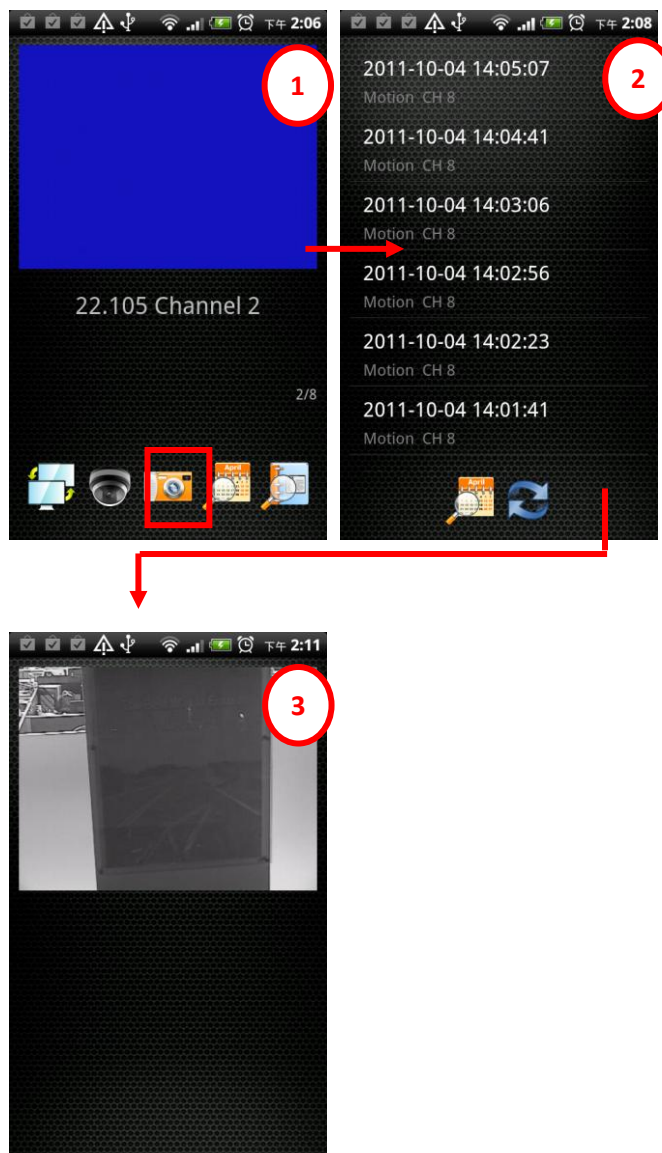 下午 2:06
1
22.105 Channel 2
2/8
April
下午 2:08
2
2011-10-04 14:05:07
Motion CH 8
2011-10-04 14:04:41
Motion CH 8
2011-10-04 14:03:06
Motion CH 8
2011-10-04 14:02:56
Motion CH 8
2011-10-04 14:02:23
Motion CH 8
2011-10-04 14:01:41
Motion CH 8
April
下午 2:11
3